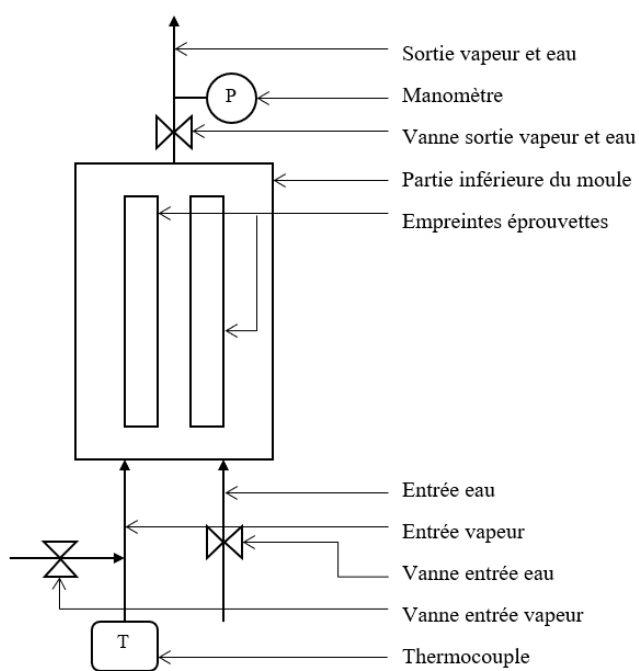 Sortie vapeur et eau
P
Manomètre
Vanne sortie vapeur et eau
Partie inférieure du moule
Empreintes éprouvettes
Entrée eau
Entrée vapeur
Vanne entrée eau
Vanne entrée vapeur
T
Thermocouple